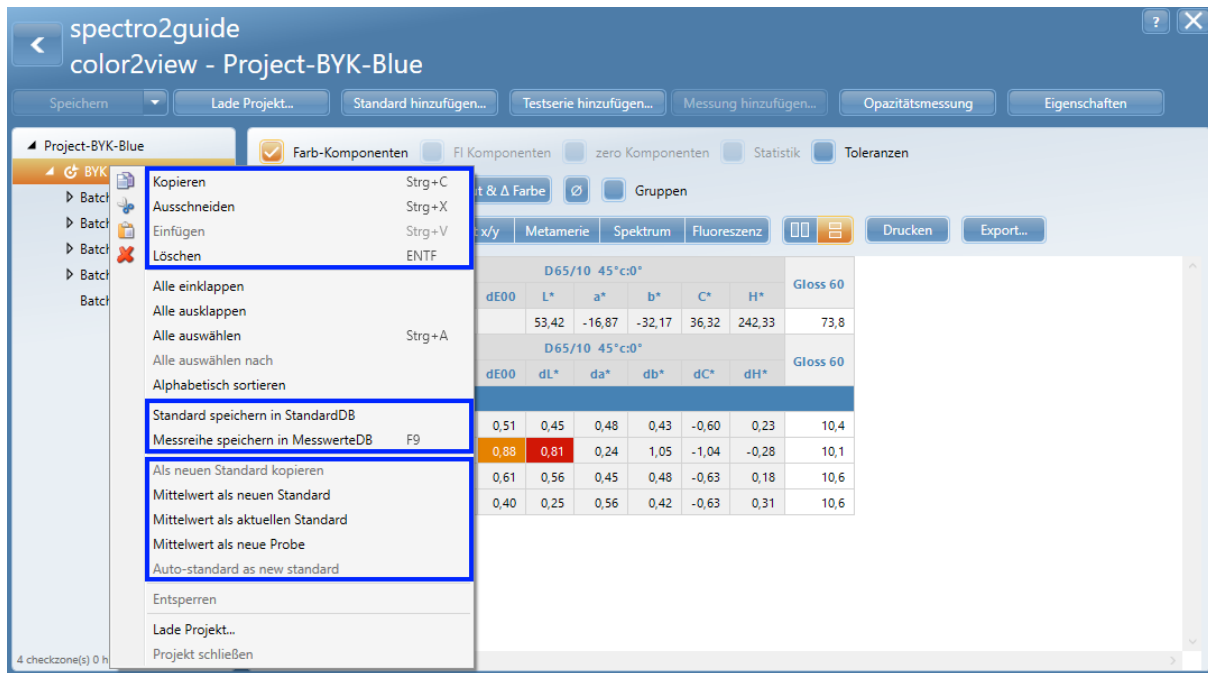 spectro2guide
color2view - Project-BYK-Blue
?
Speichern Lade Projekt... Standard hinzufügen... Testserie hinzufügen... Messung hinzufügen... Opazitätsmessung Eigenschaften
Project-BYK-Blue
BYK
Batch
Batch
Batch
Batch
Batch
4 checkzone(s) 0 h
Farb-Komponenten FI Komponenten zero Komponenten Statistik Toleranzen
& Δ Farbe Ø Gruppen
x/y Metamerie Spektrum Fluoreszenz Drucken Export...
Kopieren Strg+C
Ausschneiden Strg+X
Einfügen Strg+V
Löschen ENTF
Alle einklappen
Alle ausklappen
Alle auswählen Strg+A
Alle auswählen nach
Alphabetisch sortieren
Standard speichern in StandardDB
Messreihe speichern in MesswerteDB F9
Als neuen Standard kopieren
Mittelwert als neuen Standard
Mittelwert als aktuellen Standard
Mittelwert als neue Probe
Auto-standard as new standard
Entsperren
Lade Projekt...
Projekt schließen
D65/10 45°c:0° Gloss 60
dE00 L* a* b* C* H*
53,42 -16,87 -32,17 36,32 242,33 73,8
D65/10 45°c:0° Gloss 60
dE00 dL* da* db* dC* dH*
0,51 0,45 0,48 0,43 -0,60 0,23 10,4
0,88 0,81 0,24 1,05 -1,04 -0,28 10,1
0,61 0,56 0,45 0,48 -0,63 0,18 10,6
0,40 0,25 0,56 0,42 -0,63 0,31 10,6